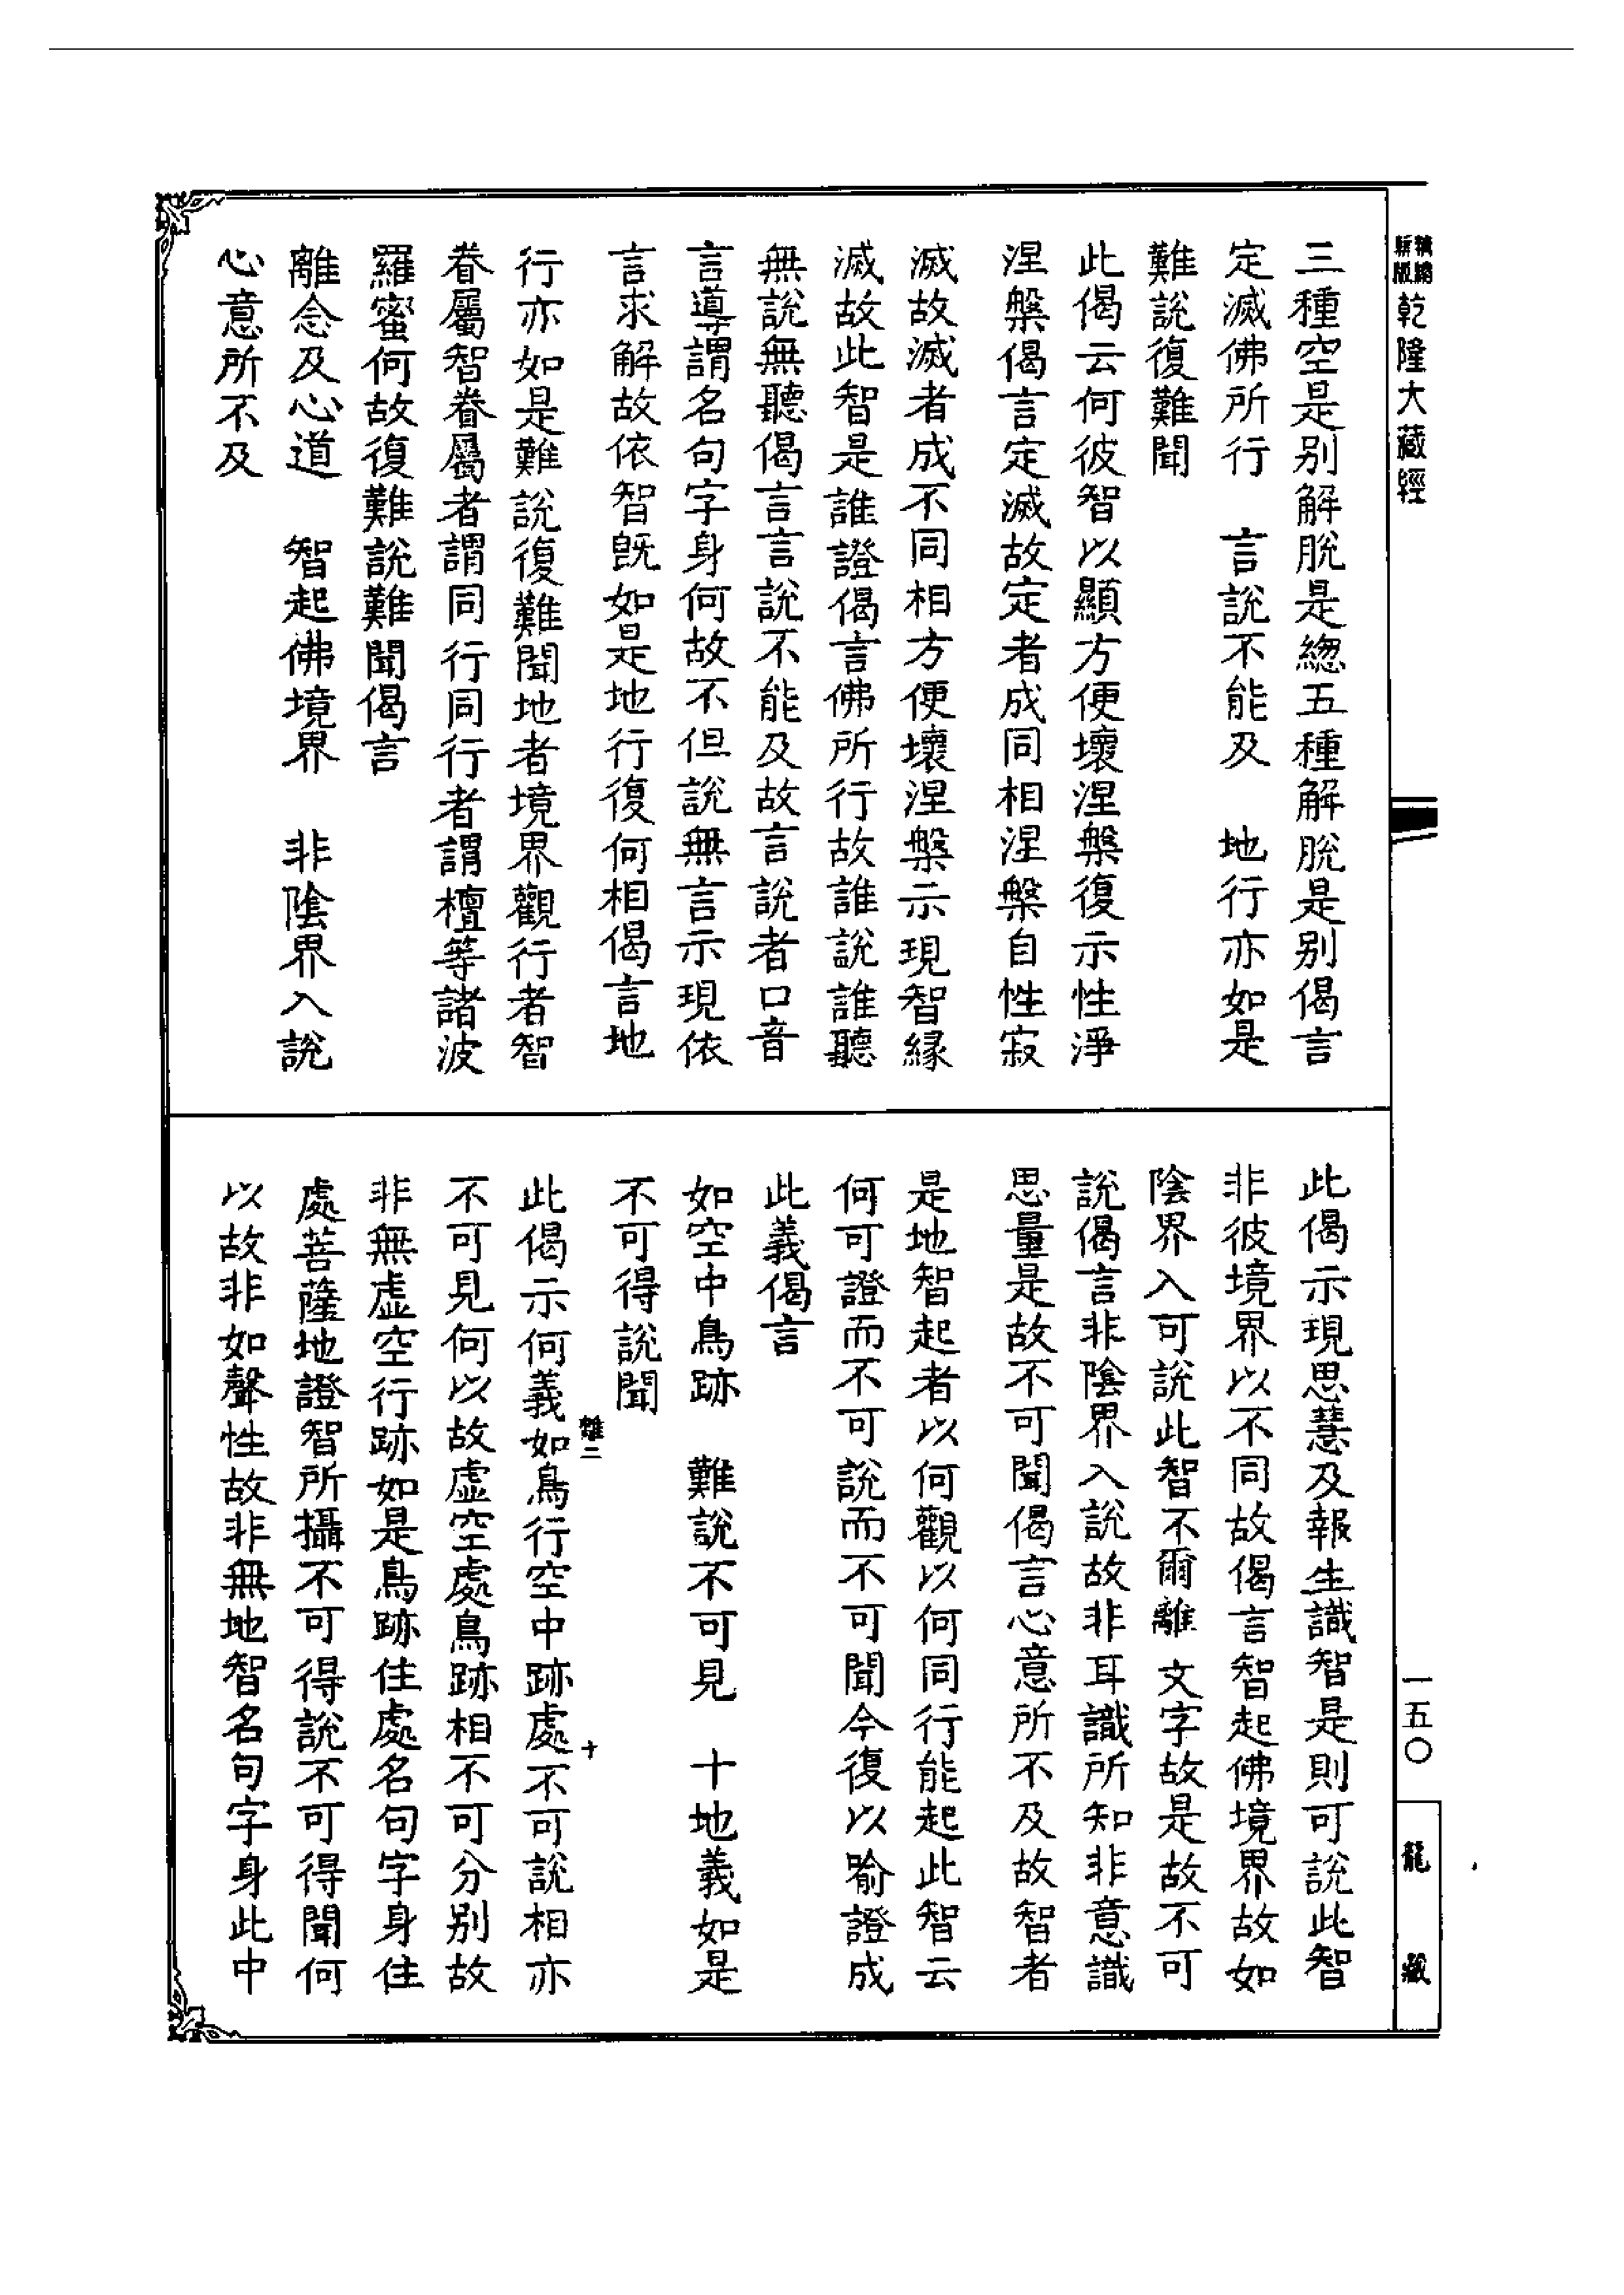 精縮新版乾隆大藏經
三種空是别解脫是總五種解脫是别偈言
定滅佛所行　言說不能及　地行亦如是
難說復難聞
此偈云何彼智以顯方便壞涅槃復示性淨
涅槃偈言定滅故定者成同相涅槃自性寂
滅故滅者成不同相方便壞涅槃示現智緣
滅故此智是誰證偈言佛所行故誰說誰聽
無說無聽偈言言說不能及故言說者口音
言導謂名句字身何故不但說無言示現依
言求解故依智旣如是地行復何相偈言地
行亦如是難說復難聞地者境界觀行者智
眷屬智眷屬者謂同行同行者謂檀等諸波
羅蜜何故復難說難聞偈言
離念及心道　智起佛境界　非陰界入說
心意所不及
此偈示現思慧及報生識智是則可說此智
非彼境界以不同故偈言智起佛境界故如
陰界入可說此智不爾離文字故是故不可
說偈言非陰界入說故非耳識所知非意識
思量是故不可聞偈言心意所不及故智者
是地智起者以何觀以何同行能起此智云
何可證而不可說而不可聞今復以喻證成
此義偈言
如空中鳥跡　難說不可見　十地義如是
不可得說聞
雖二　十
此偈示何義如鳥行空中跡處不可說相亦
不可見何以故虛空處鳥跡相不可分别故
非無虛空行跡如是鳥跡住處名句字身住
處菩薩地證智所攝不可得說不可得聞何
以故非如聲性故非無地智名句字身此中
一五〇
龍藏